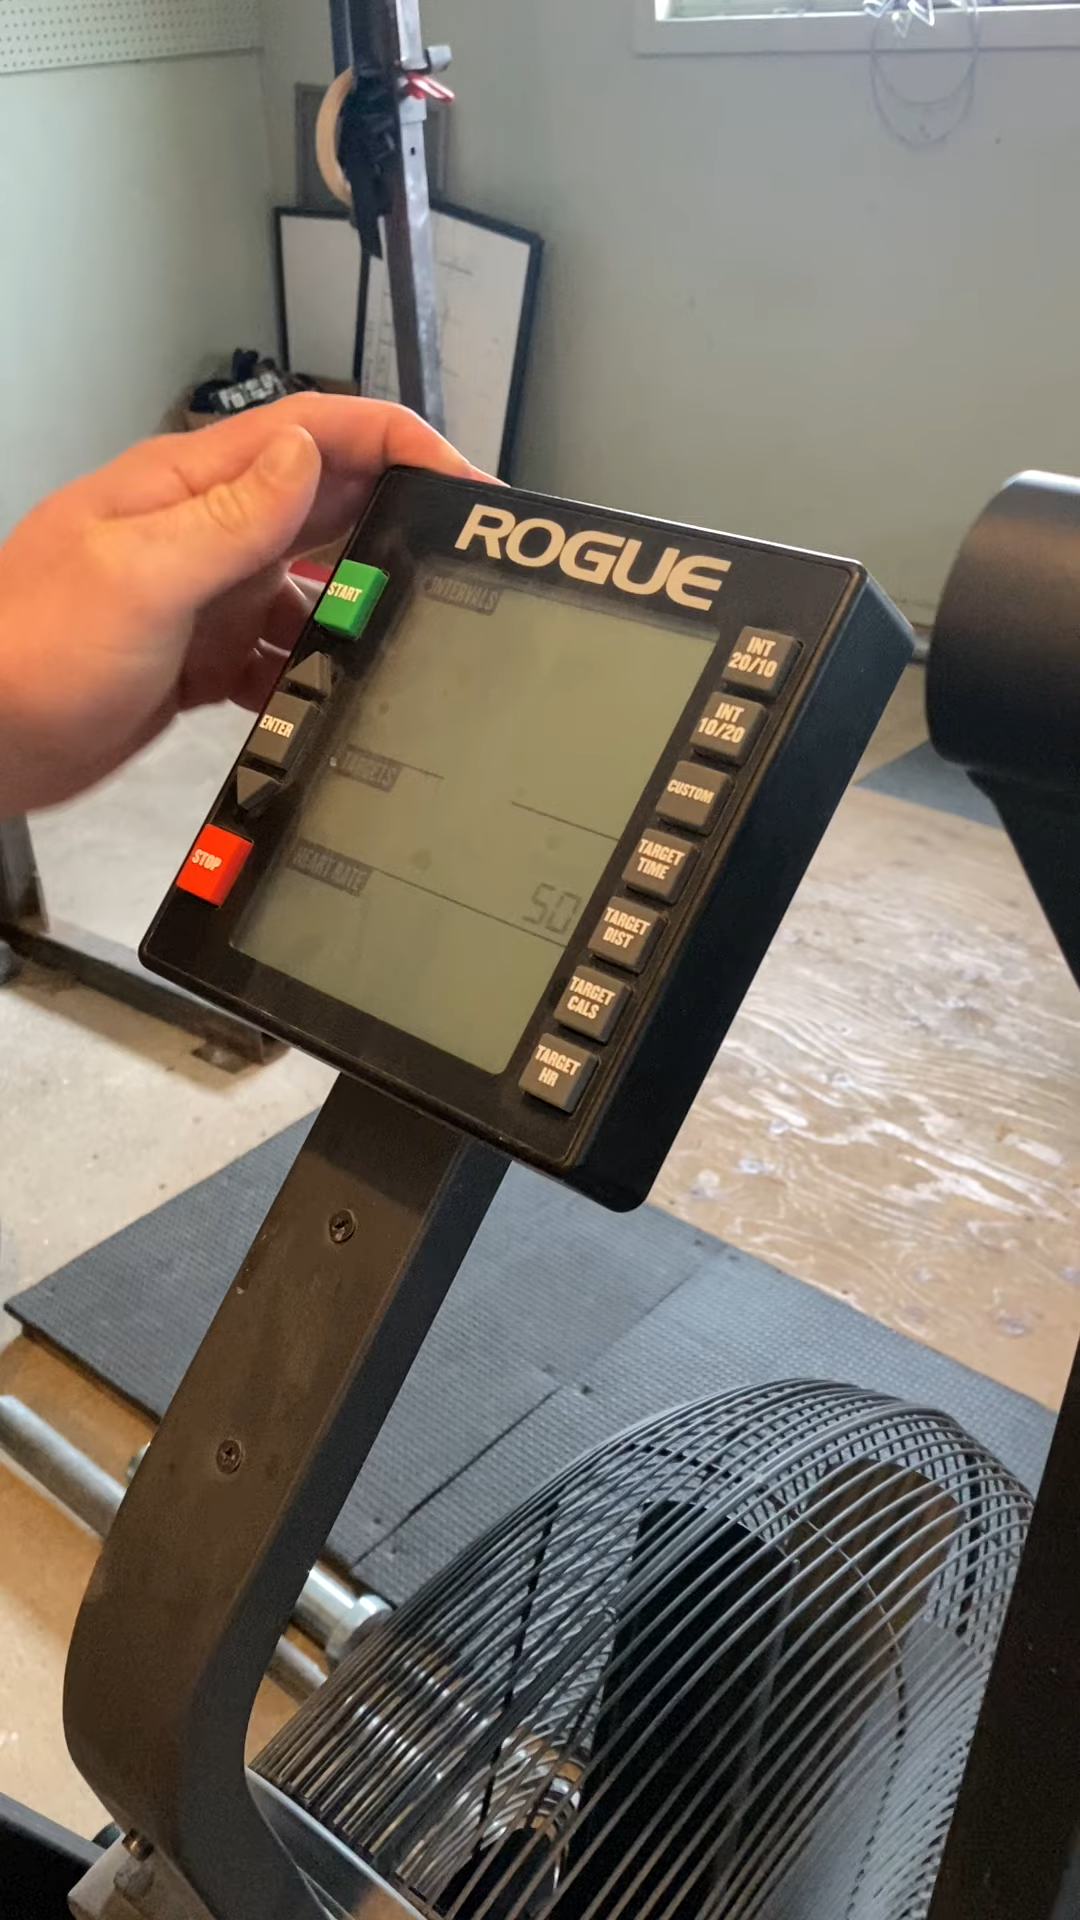 ROGUE
START
INTERVALS
INT
20/10
INT
10/20
ENTER
TARGETS
CUSTOM
TARGET
TIME
STOP
HEART RATE
50
TARGET
DIST
TARGET
CALS
TARGET
HR